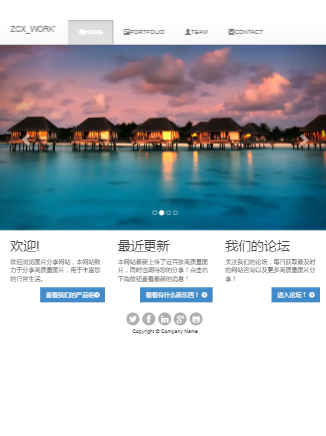 ZCX_WORK'
HOME
PORTFOLIO
TEAM
CONTACT
欢迎!
欢迎浏览图片分享网站，本网站致
力于分享高质量图片，用于丰富您
的日常生活。
查看我们的产品吧
最近更新
本网站最新上传了近百张高质量图
片，同时也期待您的分享！点击右
下角按钮查看最新的消息！
看看有什么新东西！
我们的论坛
关注我们的论坛，每日获取最及时
的网站咨询以及更多高质量图片分
享！
进入论坛！
Copyright © Company Name